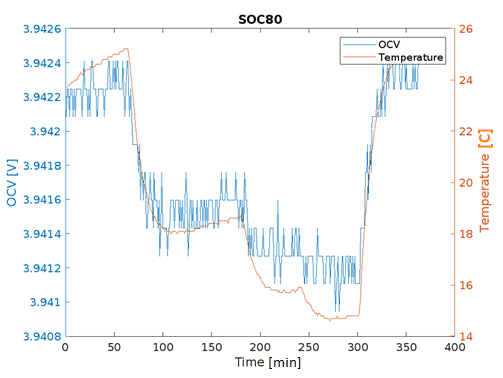 SOC80
3.9426
3.9424
3.9422
3.942
3.9418
3.9416
3.9414
3.9412
3.941
3.9408
OCV [V]
OCV
Temperature
26
24
22
20
18
16
14
Temperature [C]
0 50 100 150 200 250 300 350 400
Time [min]